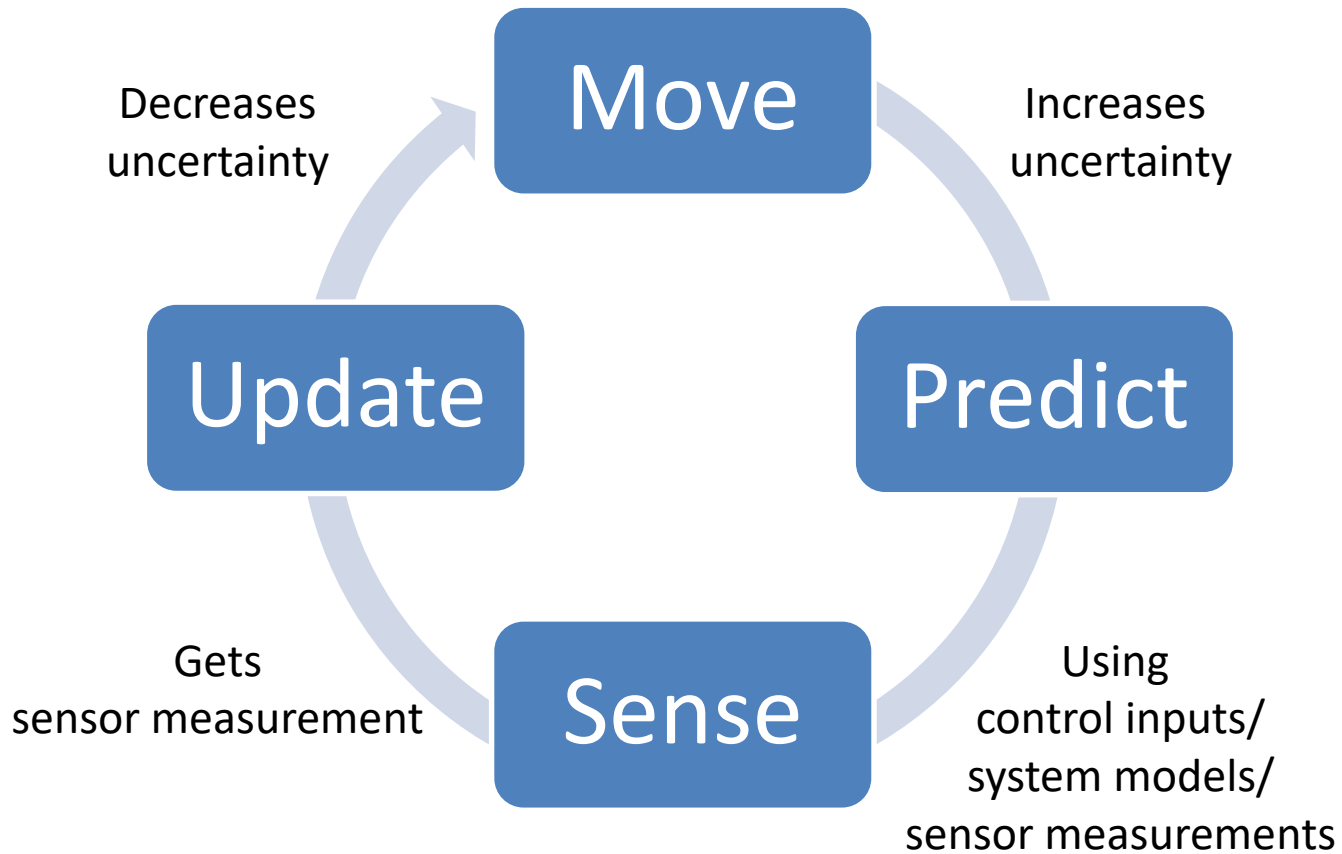 Move
Decreases
uncertainty
Increases
uncertainty
Update
Predict
Gets
sensor measurement
Sense
Using
control inputs/
system models/
sensor measurements